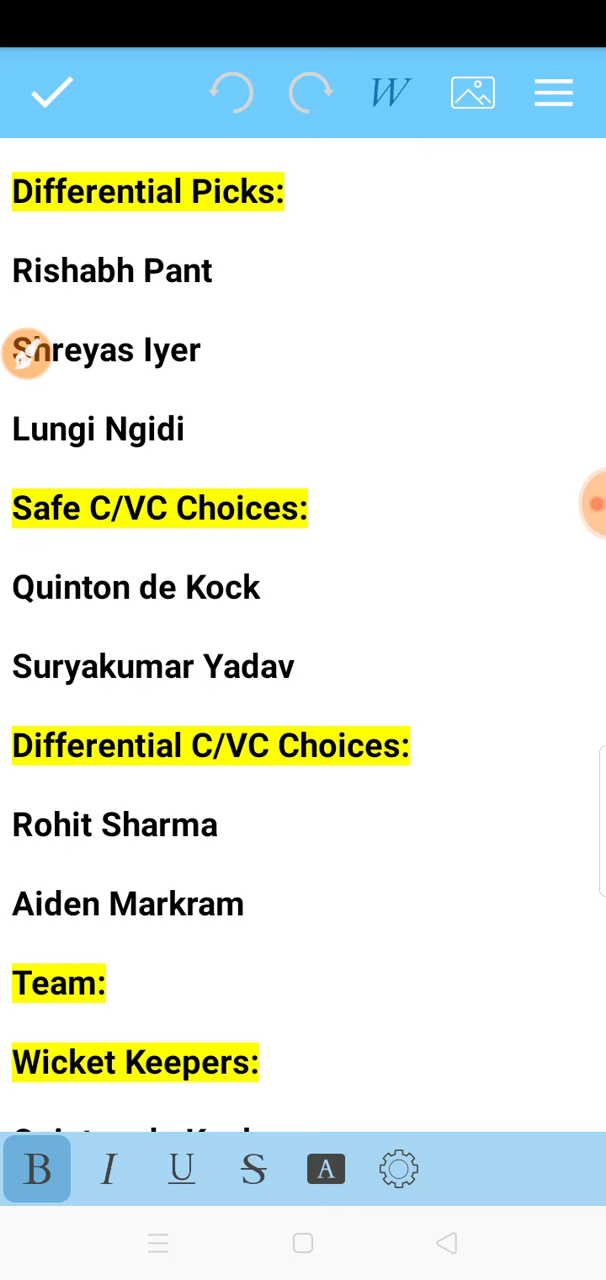 W
Differential Picks:
Rishabh Pant
Shreyas Iyer
Lungi Ngidi
Safe C/VC Choices:
Quinton de Kock
Suryakumar Yadav
Differential C/VC Choices:
Rohit Sharma
Aiden Markram
Team:
Wicket Keepers:
B I U S A